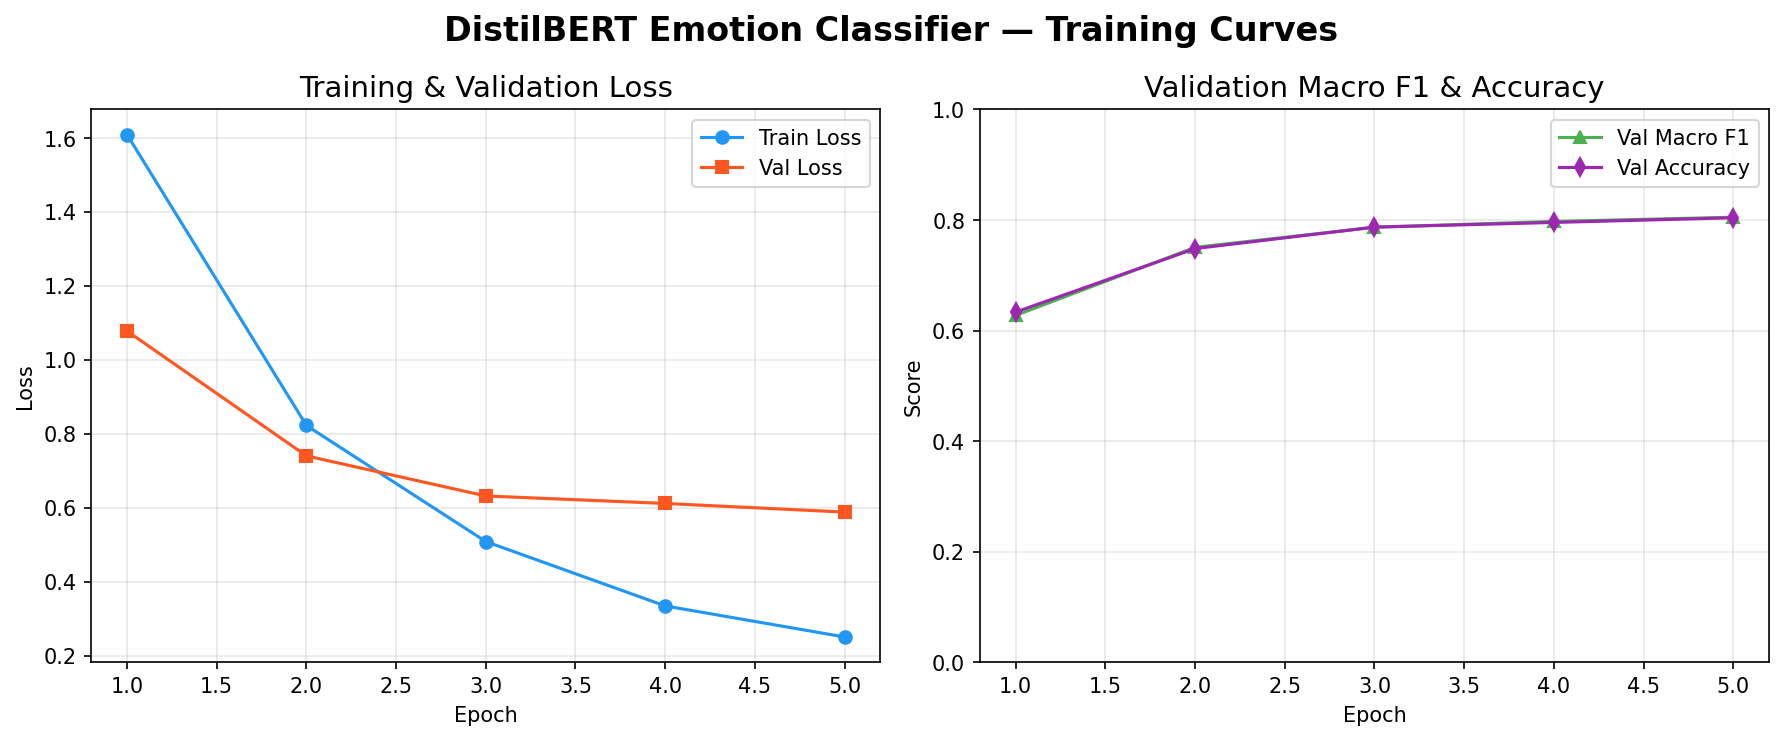 DistilBERT Emotion Classifier — Training Curves
Training & Validation Loss
Train Loss
Val Loss
Loss
1.6
1.4
1.2
1.0
0.8
0.6
0.4
0.2
1.0 1.5 2.0 2.5 3.0 3.5 4.0 4.5 5.0
Epoch
Validation Macro F1 & Accuracy
Val Macro F1
Val Accuracy
Score
1.0
0.8
0.6
0.4
0.2
0.0
1.0 1.5 2.0 2.5 3.0 3.5 4.0 4.5 5.0
Epoch